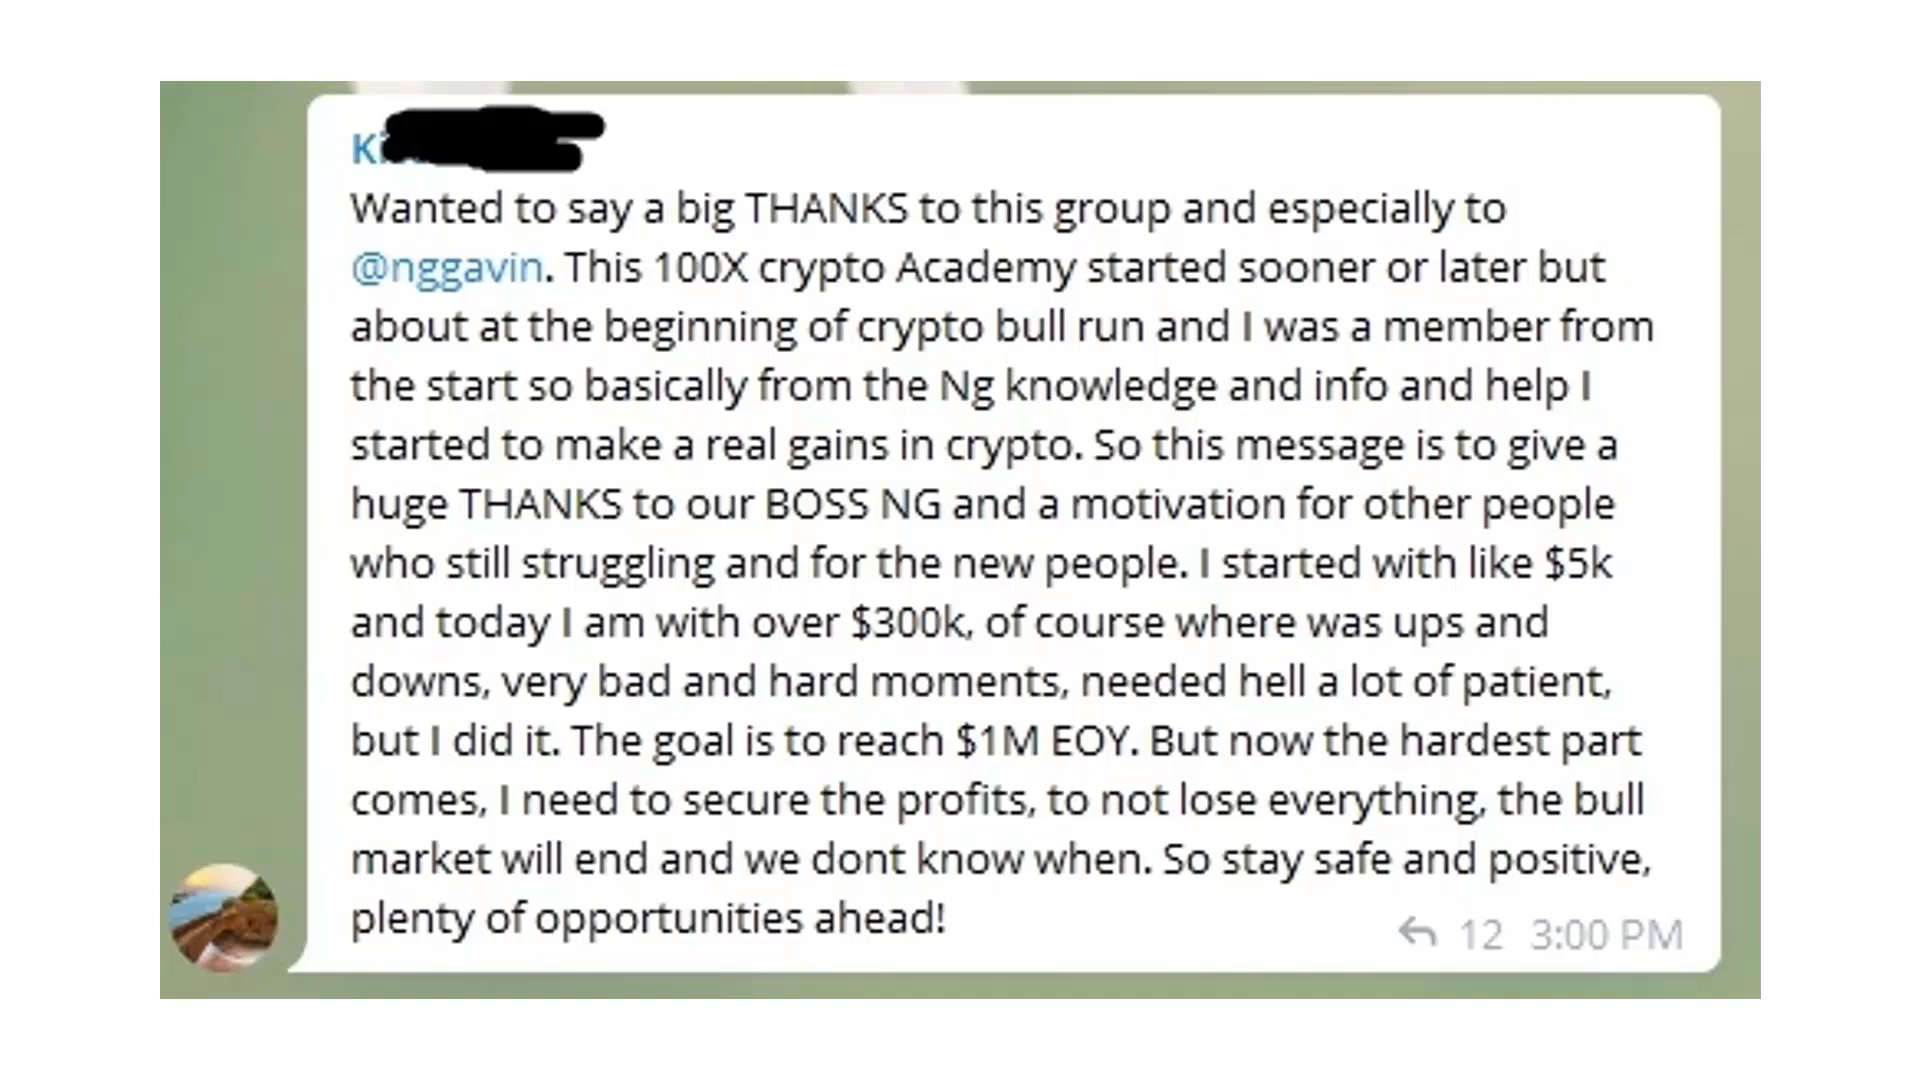 Ki
Wanted to say a big THANKS to this group and especially to
@nggavin. This 100X crypto Academy started sooner or later but
about at the beginning of crypto bull run and I was a member from
the start so basically from the Ng knowledge and info and help I
started to make a real gains in crypto. So this message is to give a
huge THANKS to our BOSS NG and a motivation for other people
who still struggling and for the new people. I started with like $5k
and today I am with over $300k, of course where was ups and
downs, very bad and hard moments, needed hell a lot of patient,
but I did it. The goal is to reach $1M EOY. But now the hardest part
comes, I need to secure the profits, to not lose everything, the bull
market will end and we dont know when. So stay safe and positive,
plenty of opportunities ahead!
12 3:00 PM